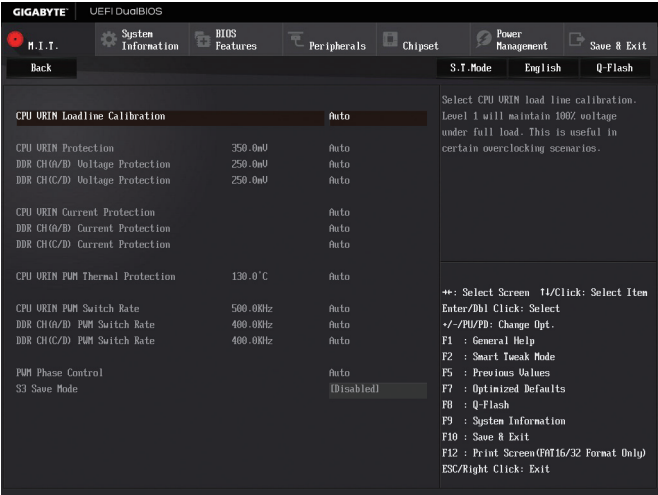 GIGABYTE™ UEFI DualBIOS
M.I.T.
System Information
BIOS Features
Peripherals
Chipset
Power Management
Save & Exit
Back
S.T.Mode English Q-Flash
CPU VRIN Loadline Calibration Auto
CPU VRIN Protection 350.0mV Auto
DDR CH(A/B) Voltage Protection 250.0mV Auto
DDR CH(C/D) Voltage Protection 250.0mV Auto
CPU VRIN Current Protection Auto
DDR CH(A/B) Current Protection Auto
DDR CH(C/D) Current Protection Auto
CPU VRIN PWM Thermal Protection 130.0°C Auto
CPU VRIN PWM Switch Rate 500.0KHz Auto
DDR CH(A/B) PWM Switch Rate 400.0KHz Auto
DDR CH(C/D) PWM Switch Rate 400.0KHz Auto
PWM Phase Control Auto
S3 Save Mode [Disabled]
Select CPU VRIN load line calibration.
Level 1 will maintain 100% voltage
under full load. This is useful in
certain overclocking scenarios.
→←: Select Screen ↑↓/Click: Select Item
Enter/Dbl Click: Select
+/-/PU/PD: Change Opt.
F1 : General Help
F2 : Smart Tweak Mode
F5 : Previous Values
F7 : Optimized Defaults
F8 : Q-Flash
F9 : System Information
F10 : Save & Exit
F12 : Print Screen(FAT16/32 Format Only)
ESC/Right Click: Exit